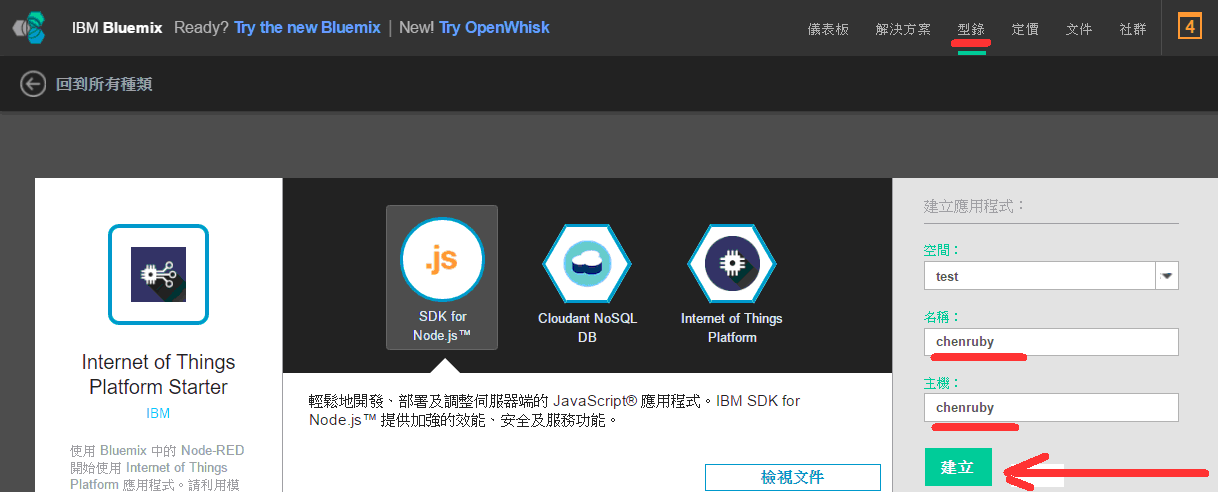 IBM Bluemix Ready? Try the new Bluemix | New! Try OpenWhisk
儀表板 解決方案 型錄 定價 文件 社群 4
回到所有種類
Internet of Things
Platform Starter
IBM
使用 Bluemix 中的 Node-RED
開始使用 Internet of Things
Platform 應用程式。請利用模
.js
SDK for
Node.js™
Cloudant NoSQL
DB
Internet of Things
Platform
輕鬆地開發、部署及調整伺服器端的 JavaScript® 應用程式。IBM SDK for
Node.js™ 提供加強的效能、安全及服務功能。
檢視文件
建立應用程式：
空間：
test
名稱：
chenruby
主機：
chenruby
建立